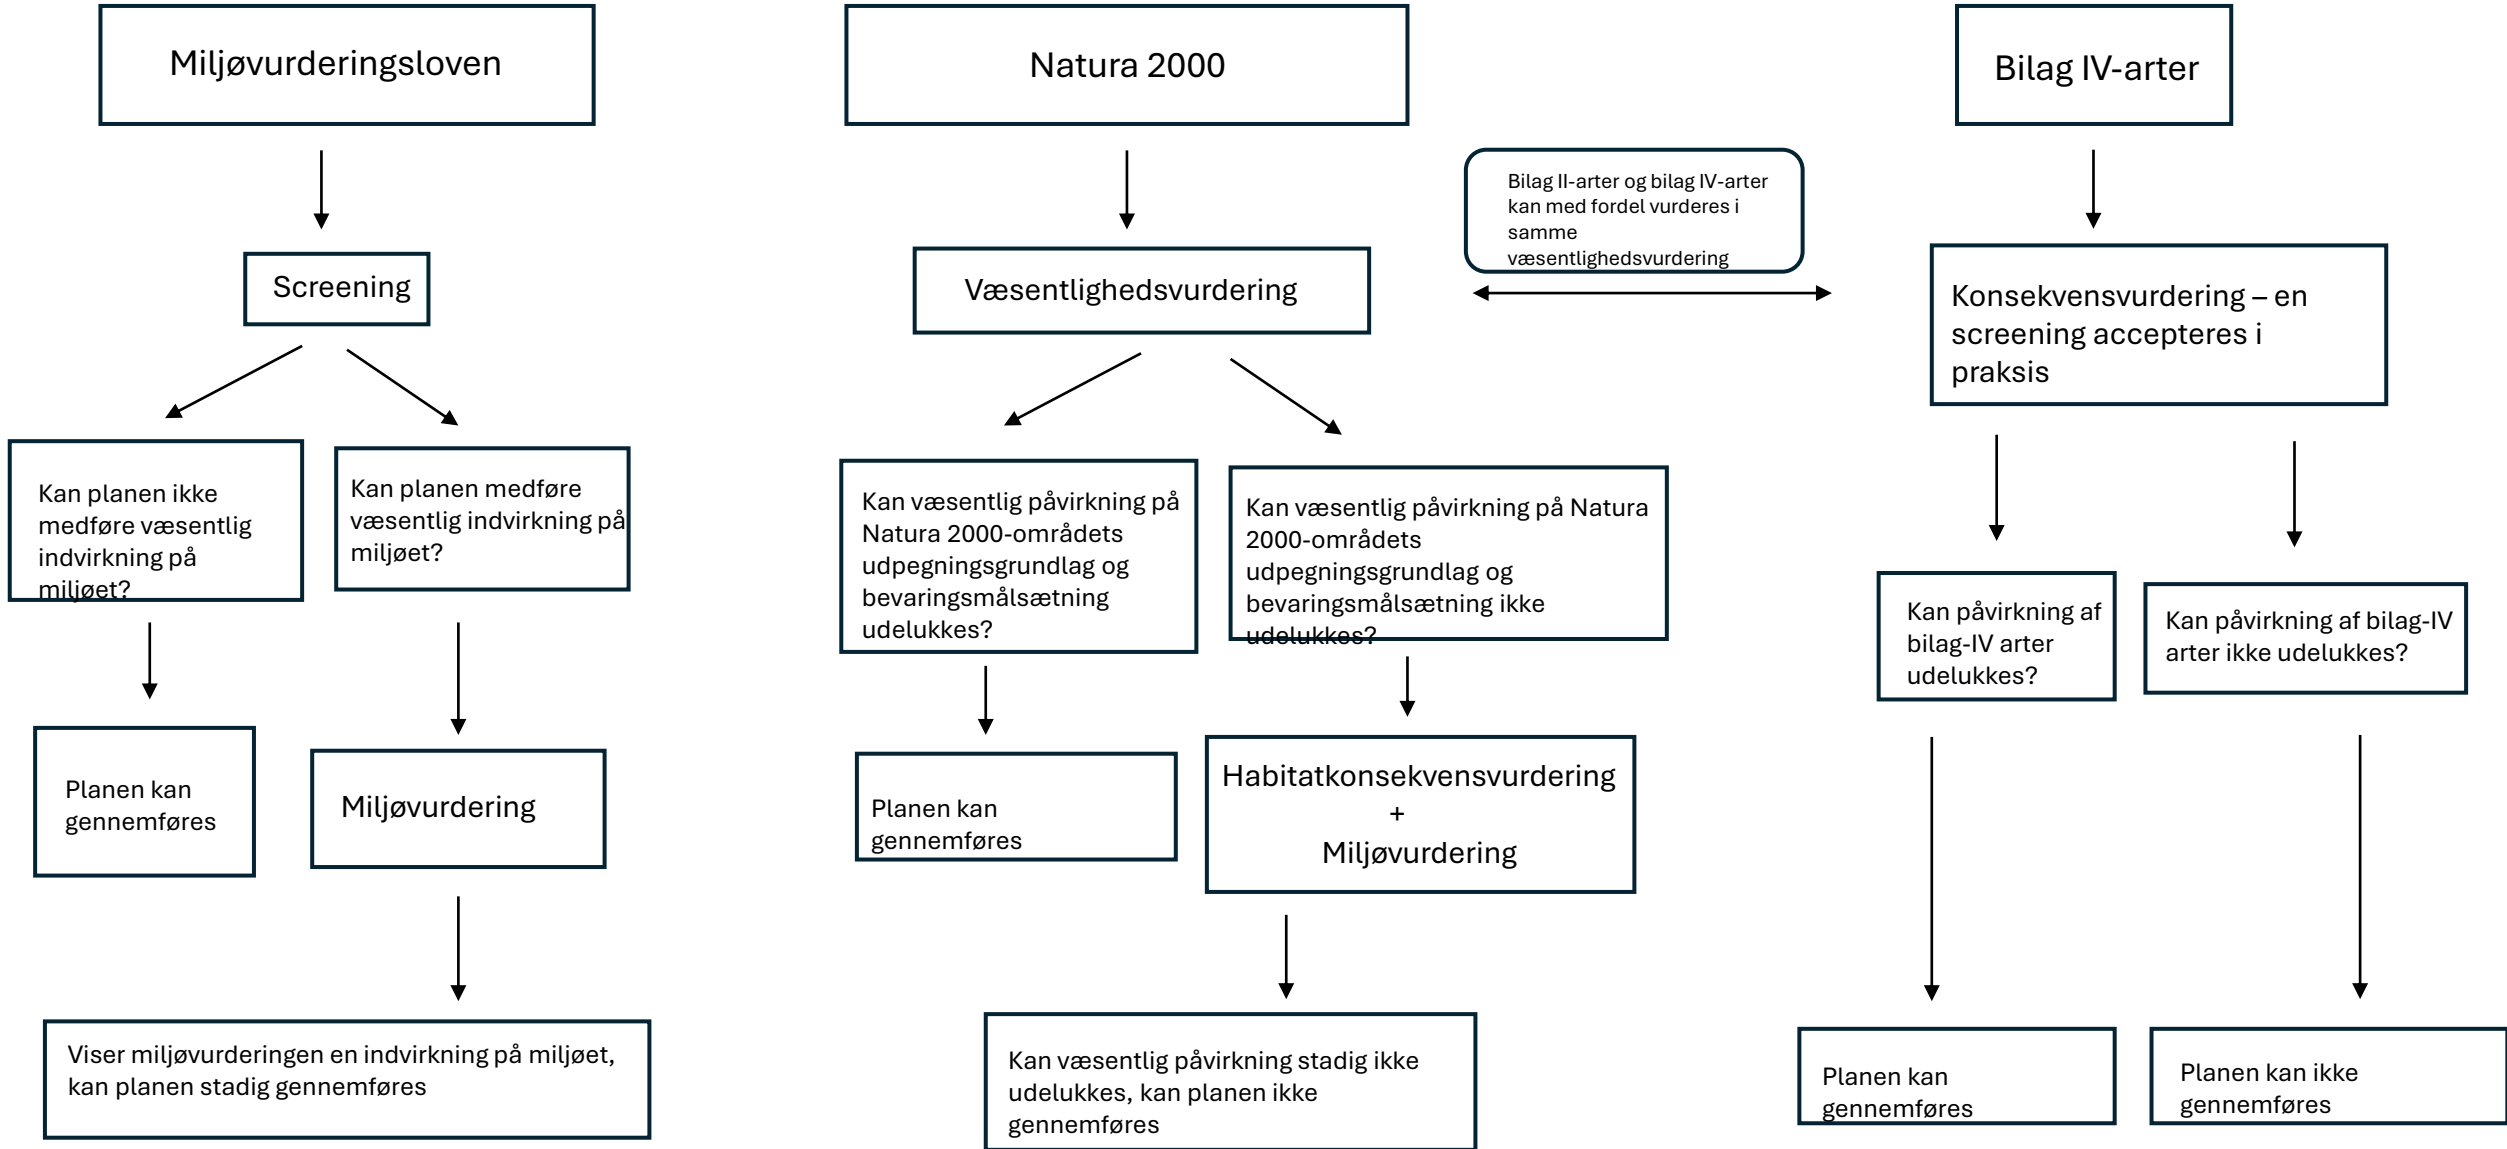 Miljøvurderingsloven
Screening
Kan planen ikke
medføre væsentlig
indvirkning på
miljøet?
Kan planen medføre
væsentlig indvirkning på
miljøet?
Planen kan
gennemføres
Miljøvurdering
Viser miljøvurderingen en indvirkning på miljøet,
kan planen stadig gennemføres
Natura 2000
Væsentlighedsvurdering
Kan væsentlig påvirkning på
Natura 2000-områdets
udpegningsgrundlag og
bevaringsmålsætning
udelukkes?
Kan væsentlig påvirkning på Natura
2000-områdets
udpegningsgrundlag og
bevaringsmålsætning ikke
udelukkes?
Planen kan
gennemføres
Habitatkonsekvensvurdering
+
Miljøvurdering
Kan væsentlig påvirkning stadig ikke
udelukkes, kan planen ikke
gennemføres
Bilag II-arter og bilag IV-arter
kan med fordel vurderes i
samme
væsentlighedsvurdering
Bilag IV-arter
Konsekvensvurdering – en
screening accepteres i
praksis
Kan påvirkning af
bilag-IV arter
udelukkes?
Kan påvirkning af bilag-IV
arter ikke udelukkes?
Planen kan
gennemføres
Planen kan ikke
gennemføres